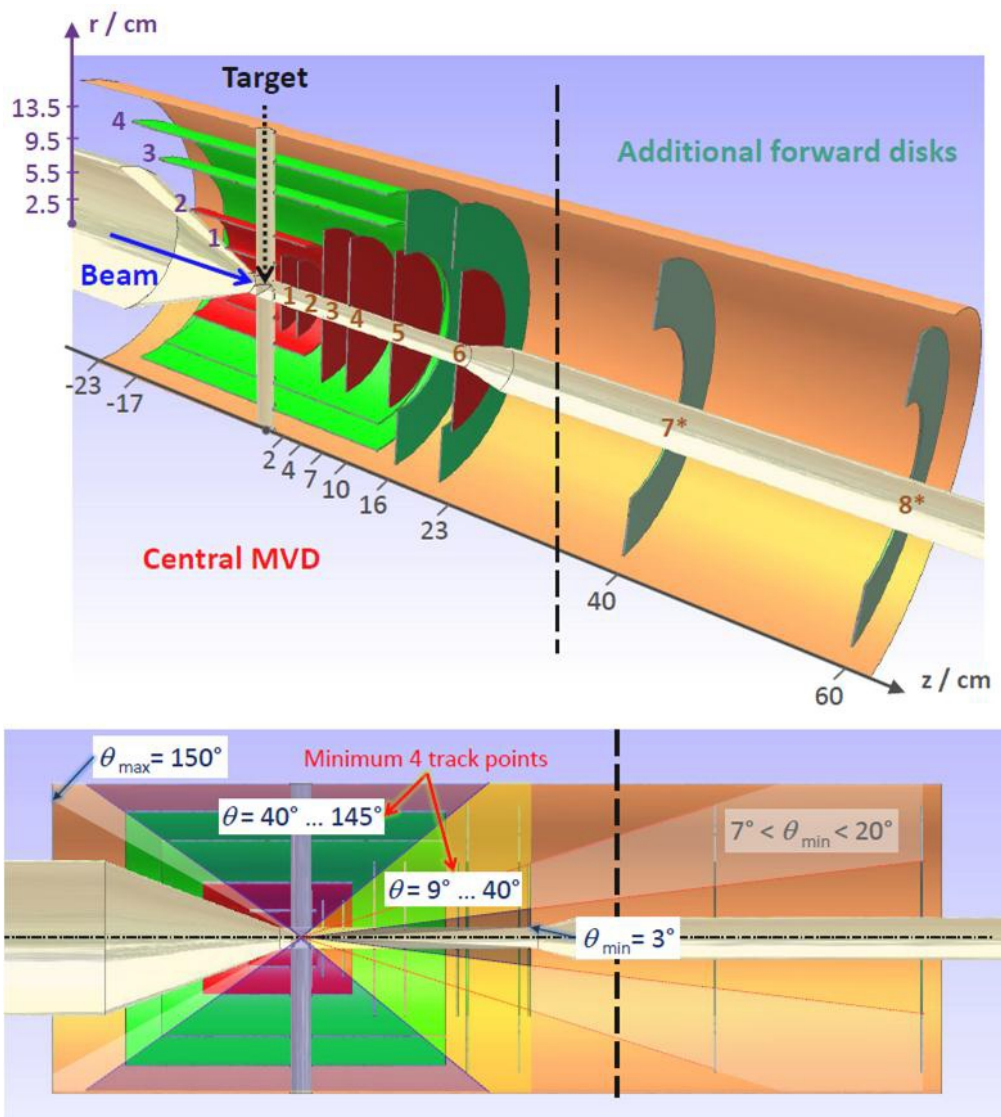 r / cm
Target
13.5
9.5
5.5
2.5
4
3
2
1
Additional forward disks
Beam
1
2
3
4
5
6
7*
8*
-23
-17
2
4
7
10
16
23
40
60
z / cm
Central MVD
θmax = 150°
Minimum 4 track points
θ = 40° ... 145°
7° < θmin < 20°
θ = 9° ... 40°
θmin = 3°